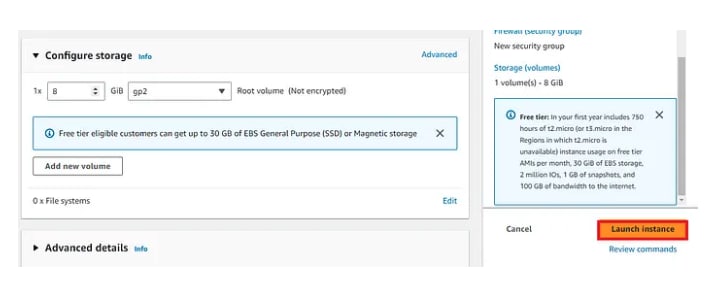 Configure storage Info
Advanced
1x 8 GiB gp2 Root volume (Not encrypted)
Free tier eligible customers can get up to 30 GB of EBS General Purpose (SSD) or Magnetic storage
Add new volume
0 x File systems
Edit
Advanced details Info
Firewall (security group)
New security group
Storage (volumes)
1 volume(s) - 8 GiB
Free tier: In your first year includes 750
hours of t2.micro (or t3.micro in the
Regions in which t2.micro is
unavailable) instance usage on free tier
AMIs per month, 30 GiB of EBS storage,
2 million IOs, 1 GB of snapshots, and
100 GB of bandwidth to the internet.
Cancel
Launch instance
Review commands